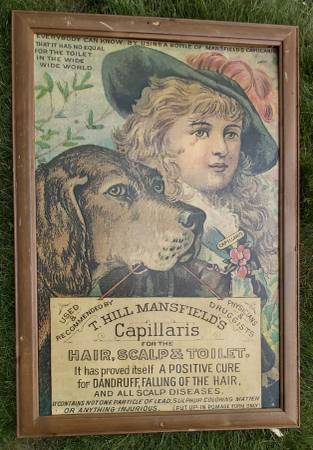 EVERYBODY CAN KNOW BY USING A BOTTLE OF MANSFIELD'S CAPILLARIS
THAT IT HAS NO EQUAL
FOR THE TOILET
IN THE WIDE
WIDE WORLD
CAPILLARIS
USED &
RECOMMENDED BY
PHYSICIANS &
DRUGGISTS
T. HILL MANSFIELD'S
Capillaris
FOR THE
HAIR, SCALP & TOILET.
It has proved itself A POSITIVE CURE
for DANDRUFF, FALLING OF THE HAIR,
AND ALL SCALP DISEASES.
IT CONTAINS NOT ONE PARTICLE OF LEAD, SULPHUR COLORING MATTER
OR ANYTHING INJURIOUS. (PUT UP IN POMADE FORM ONLY)